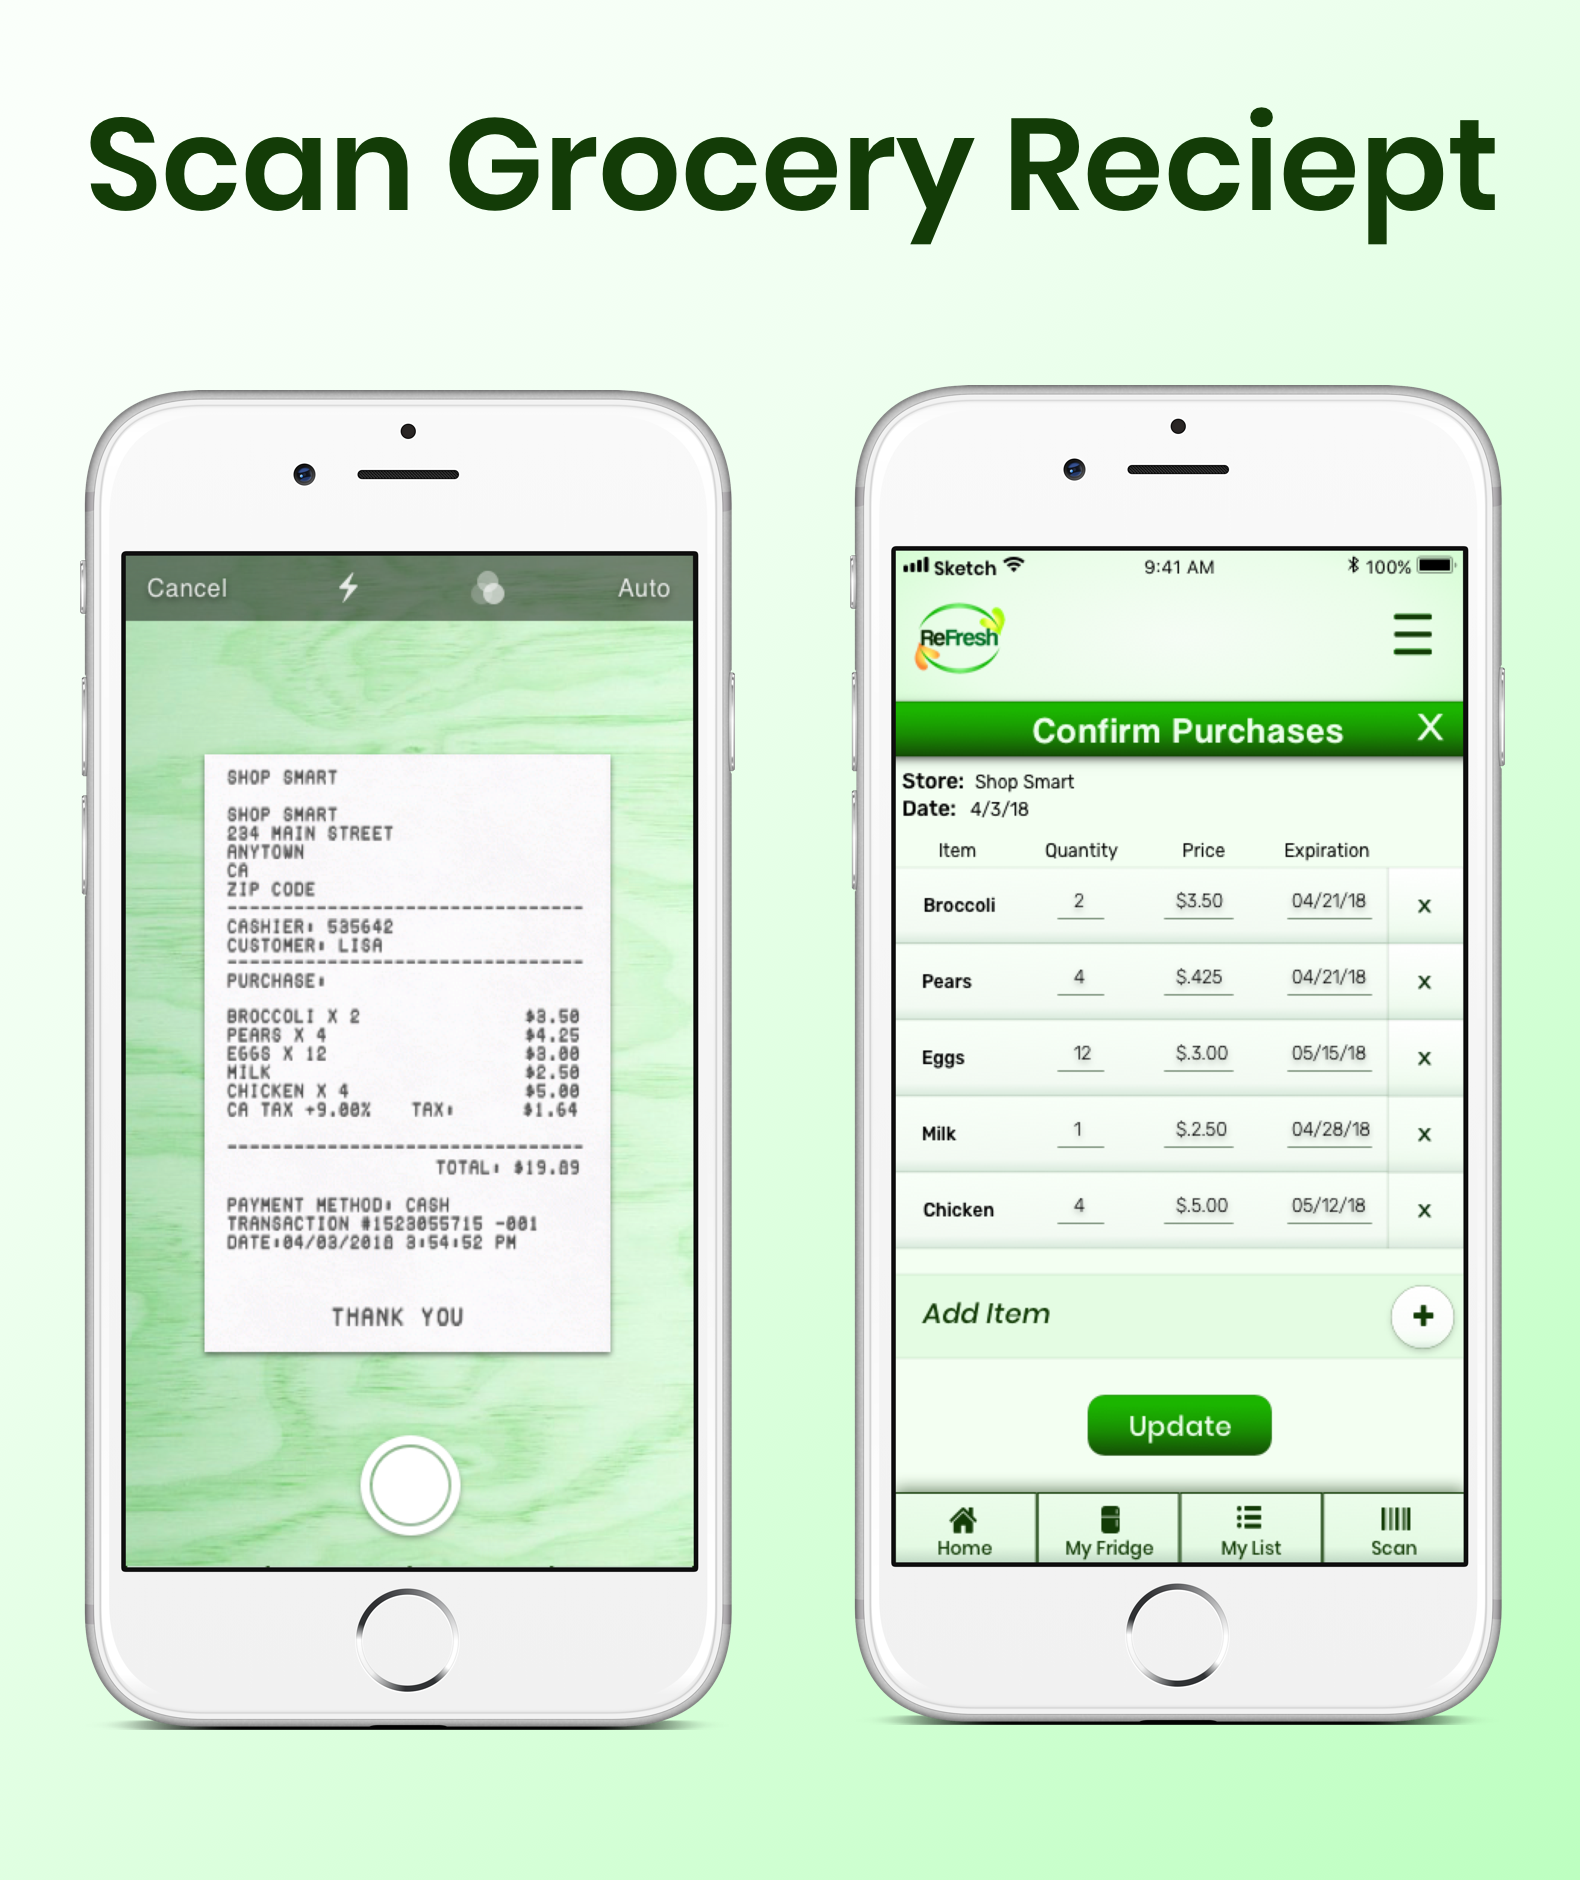 Scan Grocery Reciept
Cancel
Auto
SHOP SMART
SHOP SMART
234 MAIN STREET
ANYTOWN
CA
ZIP CODE
--------------------------------
CASHIER: 535642
CUSTOMER: LISA
--------------------------------
PURCHASE:
BROCCOLI X 2 $3.50
PEARS X 4 $4.25
EGGS X 12 $3.00
MILK $2.50
CHICKEN X 4 $5.00
CA TAX +9.00% TAX: $1.64
--------------------------------
TOTAL: $19.89
PAYMENT METHOD: CASH
TRANSACTION #1523055715 -001
DATE:04/03/2018 3:54:52 PM
THANK YOU
Sketch 9:41 AM 100%
ReFresh
Confirm Purchases X
Store: Shop Smart
Date: 4/3/18
Item Quantity Price Expiration
Broccoli 2 $3.50 04/21/18 x
Pears 4 $.425 04/21/18 x
Eggs 12 $.3.00 05/15/18 x
Milk 1 $.2.50 04/28/18 x
Chicken 4 $.5.00 05/12/18 x
Add Item +
Update
Home My Fridge My List Scan